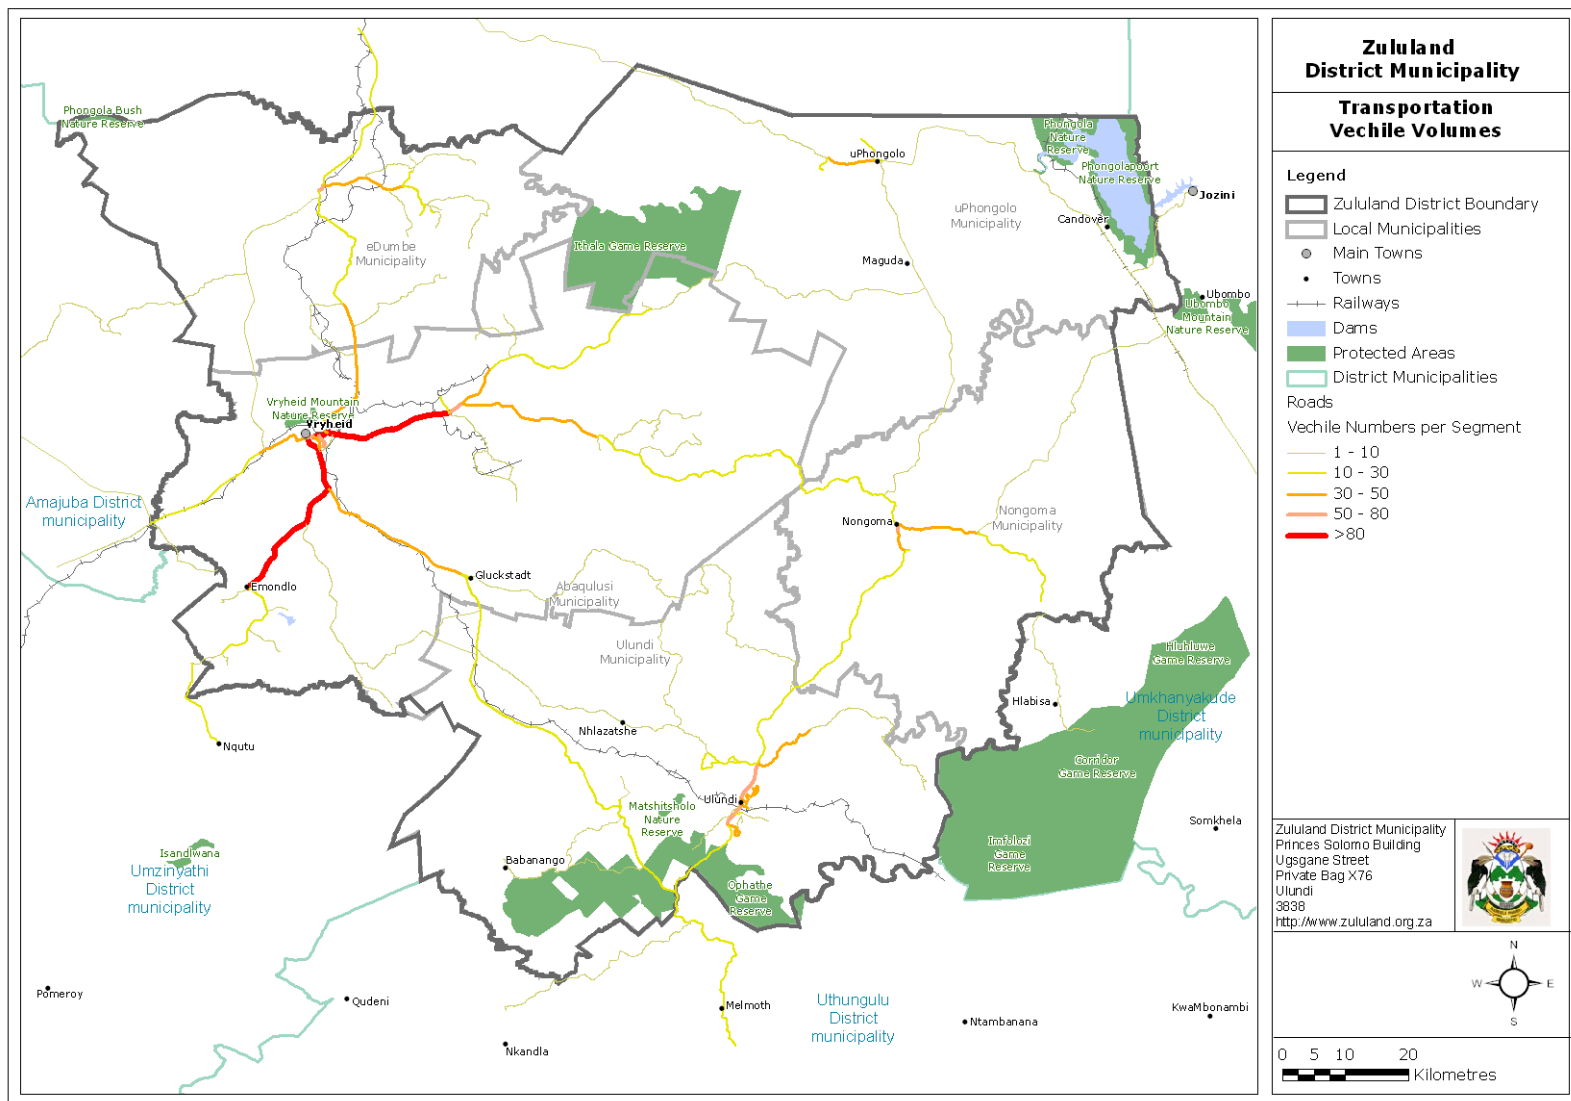 Zululand
District Municipality
Transportation
Vechile Volumes
Legend
Zululand District Boundary
Local Municipalities
Main Towns
Towns
Railways
Dams
Protected Areas
District Municipalities
Roads
Vechile Numbers per Segment
1 - 10
10 - 30
30 - 50
50 - 80
>80
Zululand District Municipality
Princes Solomo Building
Ugsgane Street
Private Bag X76
Ulundi
3838
http://www.zululand.org.za
N
W
E
S
0 5 10 20
Kilometres
Phongola Bush
Nature Reserve
uPhongolo
Phongola
Nature
Reserve
Phongolapoort
Nature Reserve
Jozini
uPhongolo
Municipality
Candover
eDumbe
Municipality
Ithala Game Reserve
Maguda
Ubombo
Ubombo
Mountain
Nature Reserve
Vryheid Mountain
Nature Reserve
Vryheid
Amajuba District
municipality
Nongoma
Nongoma
Municipality
Emondlo
Gluckstadt
Abaqulusi
Municipality
Ulundi
Municipality
Hluhluwe
Game Reserve
Hlabisa
Umkhanyakude
District
municipality
Nqutu
Nhlazatshe
Corridor
Game Reserve
Ulundi
Matshitsholo
Nature
Reserve
Somkhela
Isandlwana
Umzinyathi
District
municipality
Babanango
Imfolozi
Game
Reserve
Ophathe
Game
Reserve
Pomeroy
Qudeni
Melmoth
Uthungulu
District
municipality
KwaMbonambi
Ntambanana
Nkandla